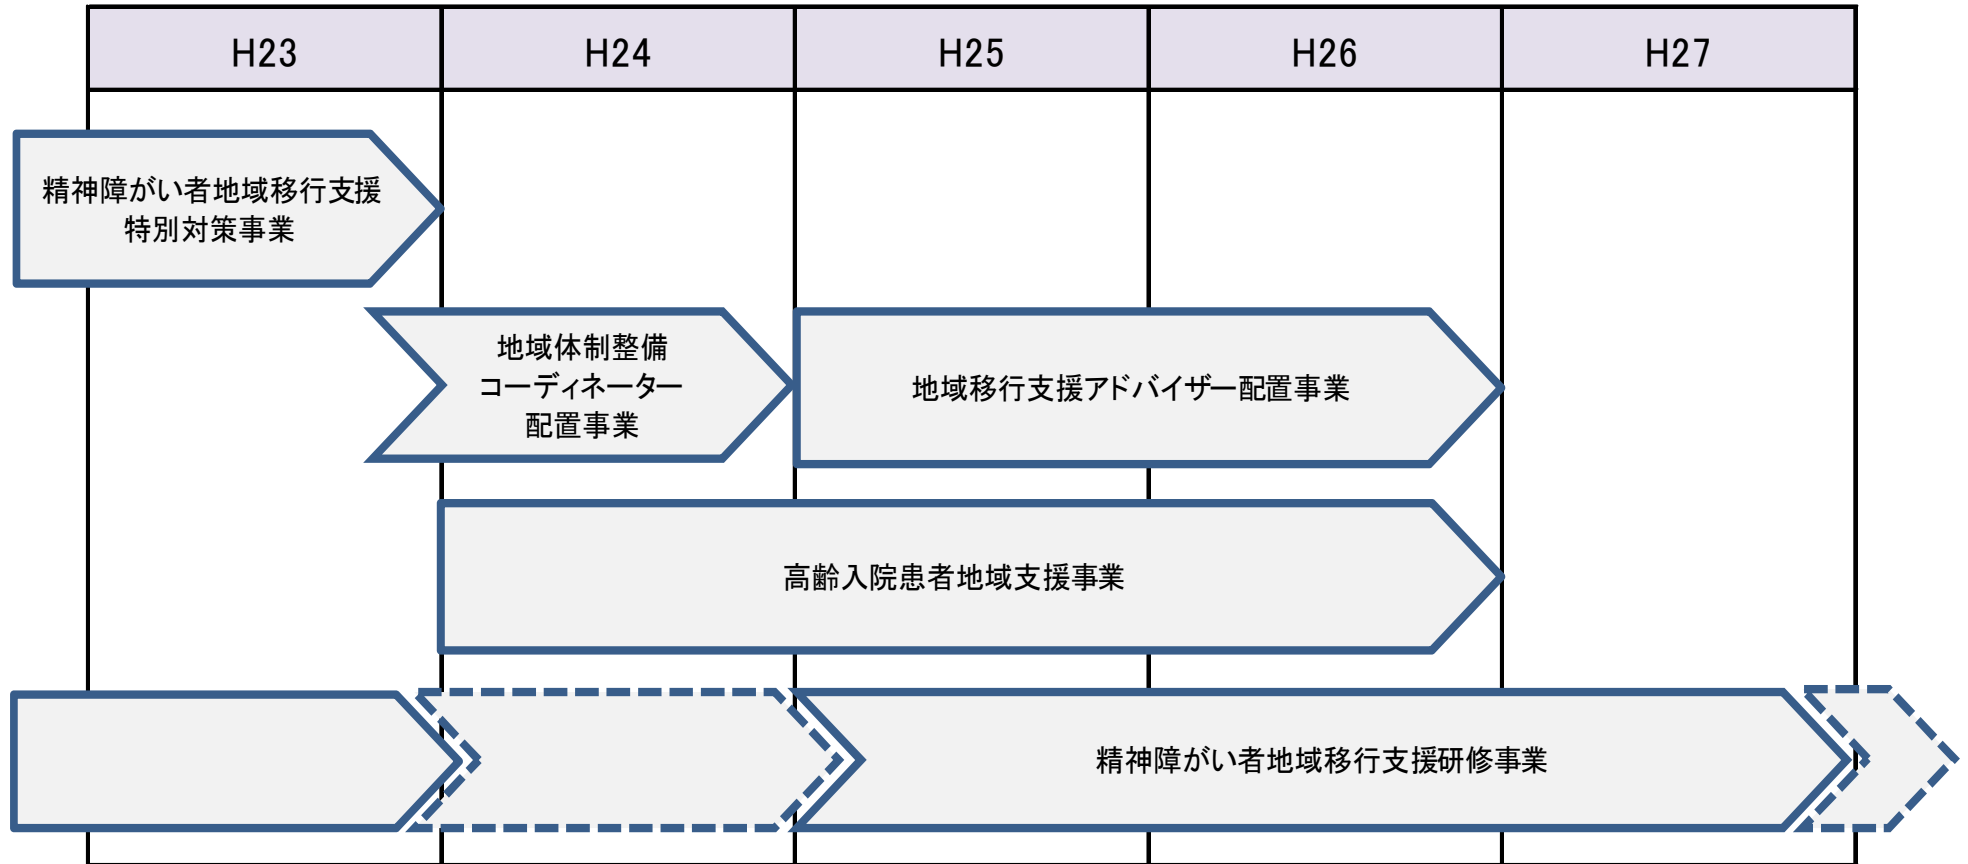 H23
H24
H25
H26
H27
精神障がい者地域移行支援
特別対策事業
地域体制整備
コーディネーター
配置事業
地域移行支援アドバイザー配置事業
高齢入院患者地域支援事業
精神障がい者地域移行支援研修事業